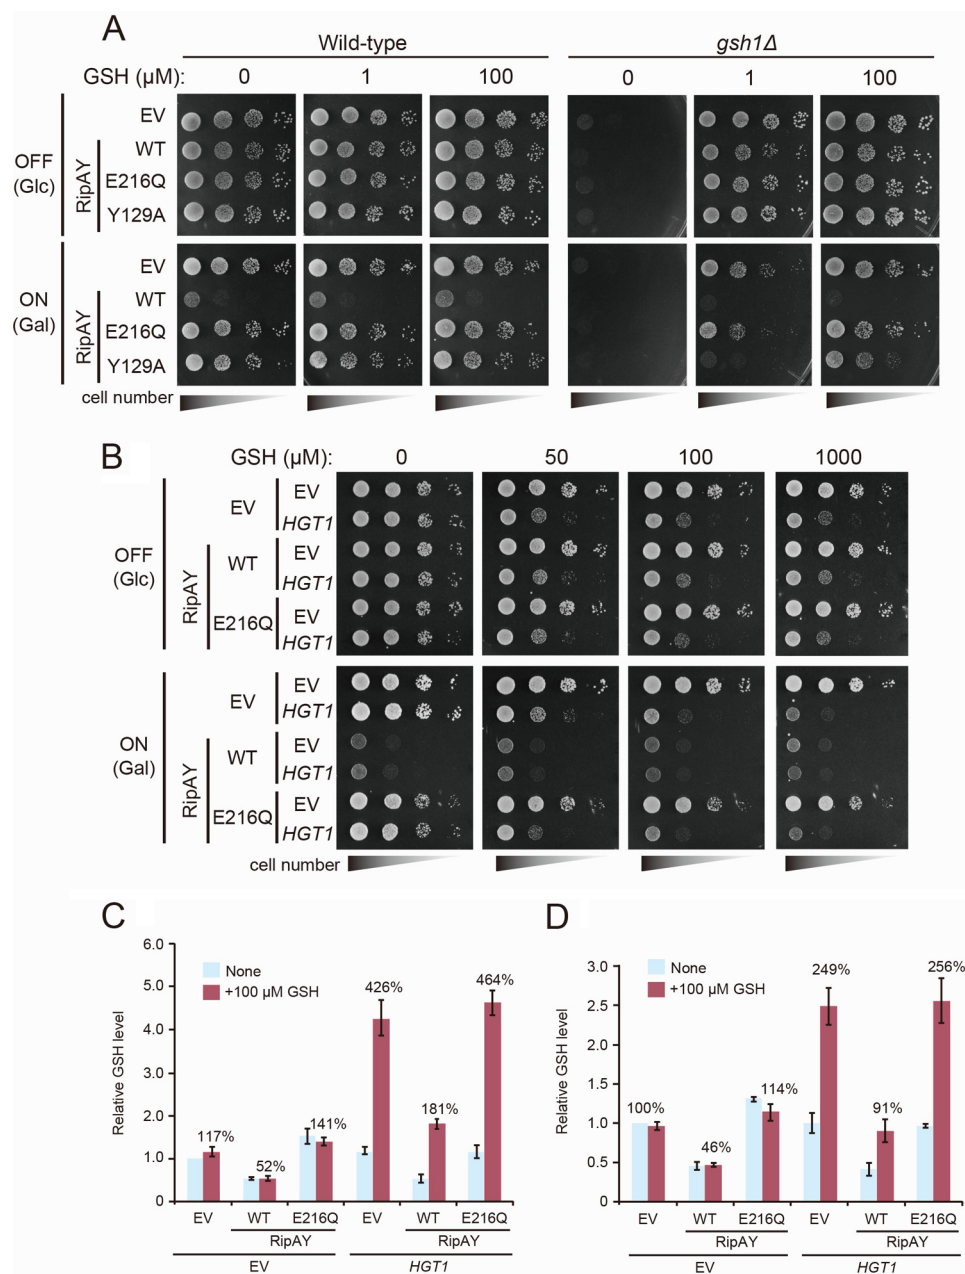 A
Wild-type
gsh1Δ
GSH (μM):
0
1
100
0
1
100
OFF
(Glc)
RipAY
EV
WT
E216Q
Y129A
ON
(Gal)
RipAY
EV
WT
E216Q
Y129A
cell number
B
GSH (μM):
0
50
100
1000
OFF
(Glc)
RipAY
EV
WT
E216Q
EV
HGT1
EV
HGT1
EV
HGT1
ON
(Gal)
RipAY
EV
WT
E216Q
EV
HGT1
EV
HGT1
EV
HGT1
cell number
C
Relative GSH level
6.0
5.0
4.0
3.0
2.0
1.0
0
None
+100 μM GSH
117%
52%
141%
426%
181%
464%
EV
WT
E216Q
EV
WT
E216Q
RipAY
RipAY
EV
HGT1
D
Relative GSH level
3.0
2.5
2.0
1.5
1.0
0.5
0
None
+100 μM GSH
100%
46%
114%
249%
91%
256%
EV
WT
E216Q
EV
WT
E216Q
RipAY
RipAY
EV
HGT1